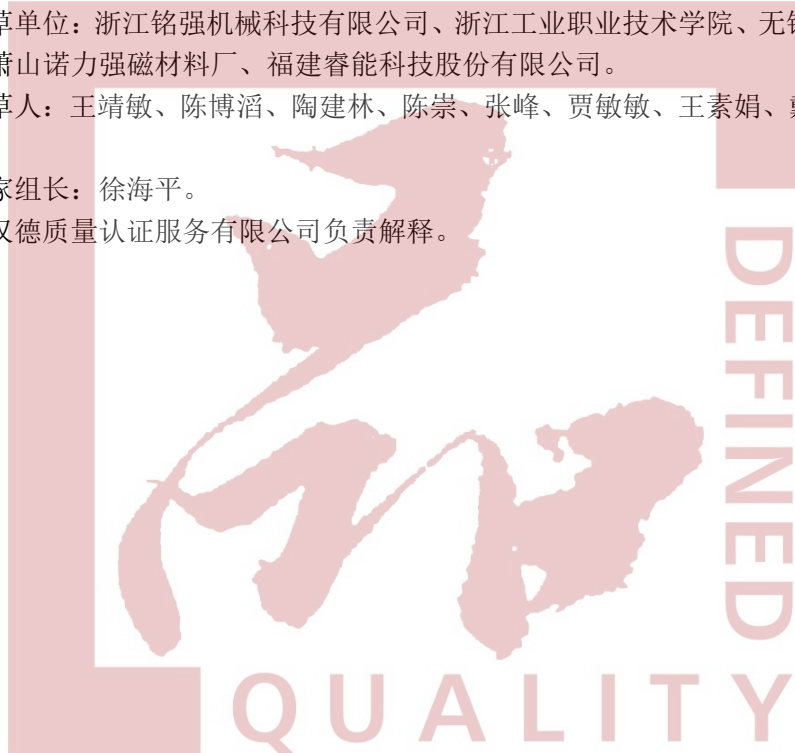 草单位：浙江铭强机械科技有限公司、浙江工业职业技术学院、无锡
萧山诺力强磁材料厂、福建睿能科技股份有限公司。
草人：王靖敏、陈博滔、陶建林、陈崇、张峰、贾敏敏、王素娟、
家组长：徐海平。
汉德质量认证服务有限公司负责解释。
品
DEFINED
QUALITY